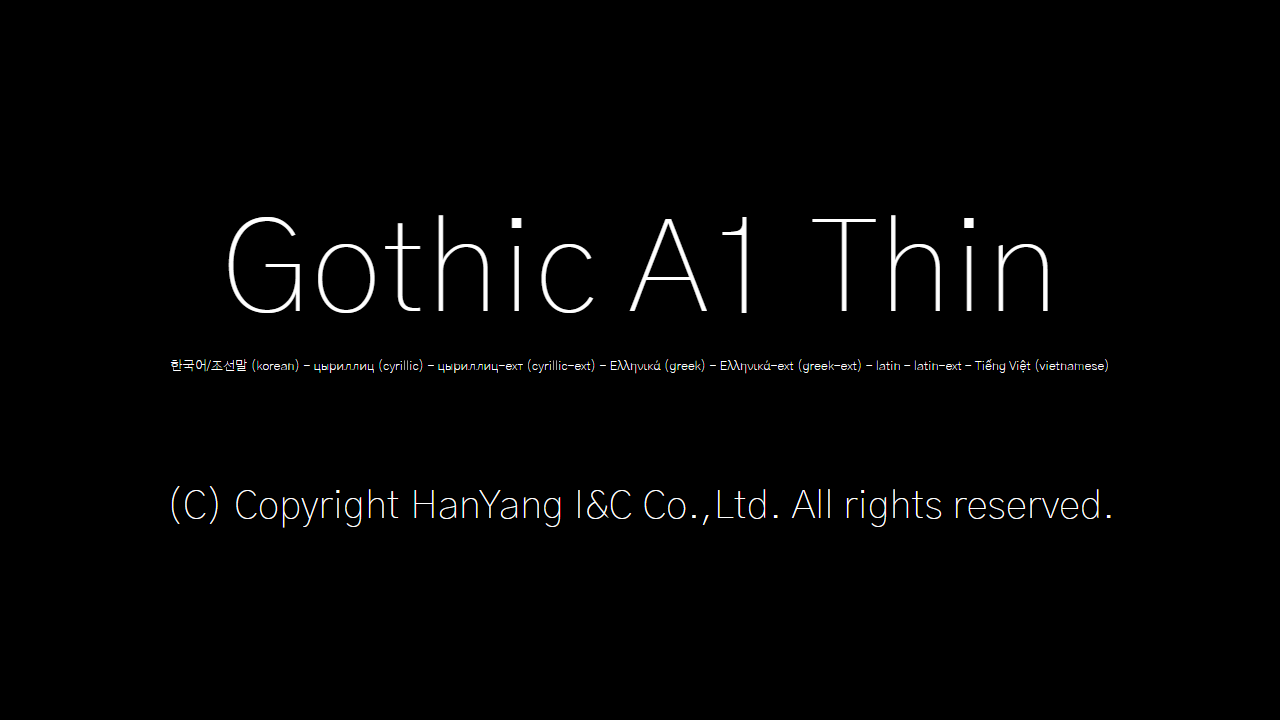 Gothic A1 Thin
한국어/조선말 (korean) – цыриллиц (cyrillic) – цыриллиц-ехт (cyrillic-ext) – Ελληνικά (greek) – Ελληνικά-ext (greek-ext) – latin – latin-ext – Tiếng Việt (vietnamese)
(C) Copyright HanYang I&C Co.,Ltd. All rights reserved.